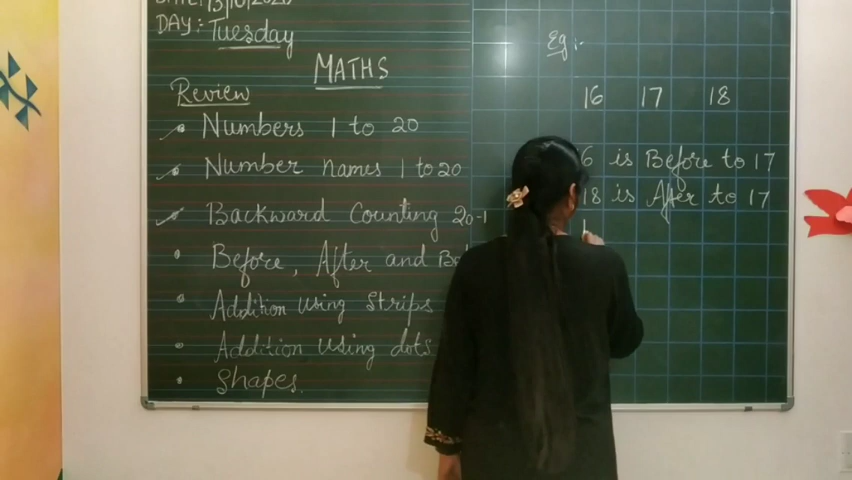 DAY:- Tuesday
MATHS
Review
Numbers 1 to 20
Number names 1 to 20
Backward Counting 20-1
Before, After and
Addition using strips
Addition using dots
Shapes.
Eg:-
16 17 18
6 is Before to 17
18 is After to 17
1